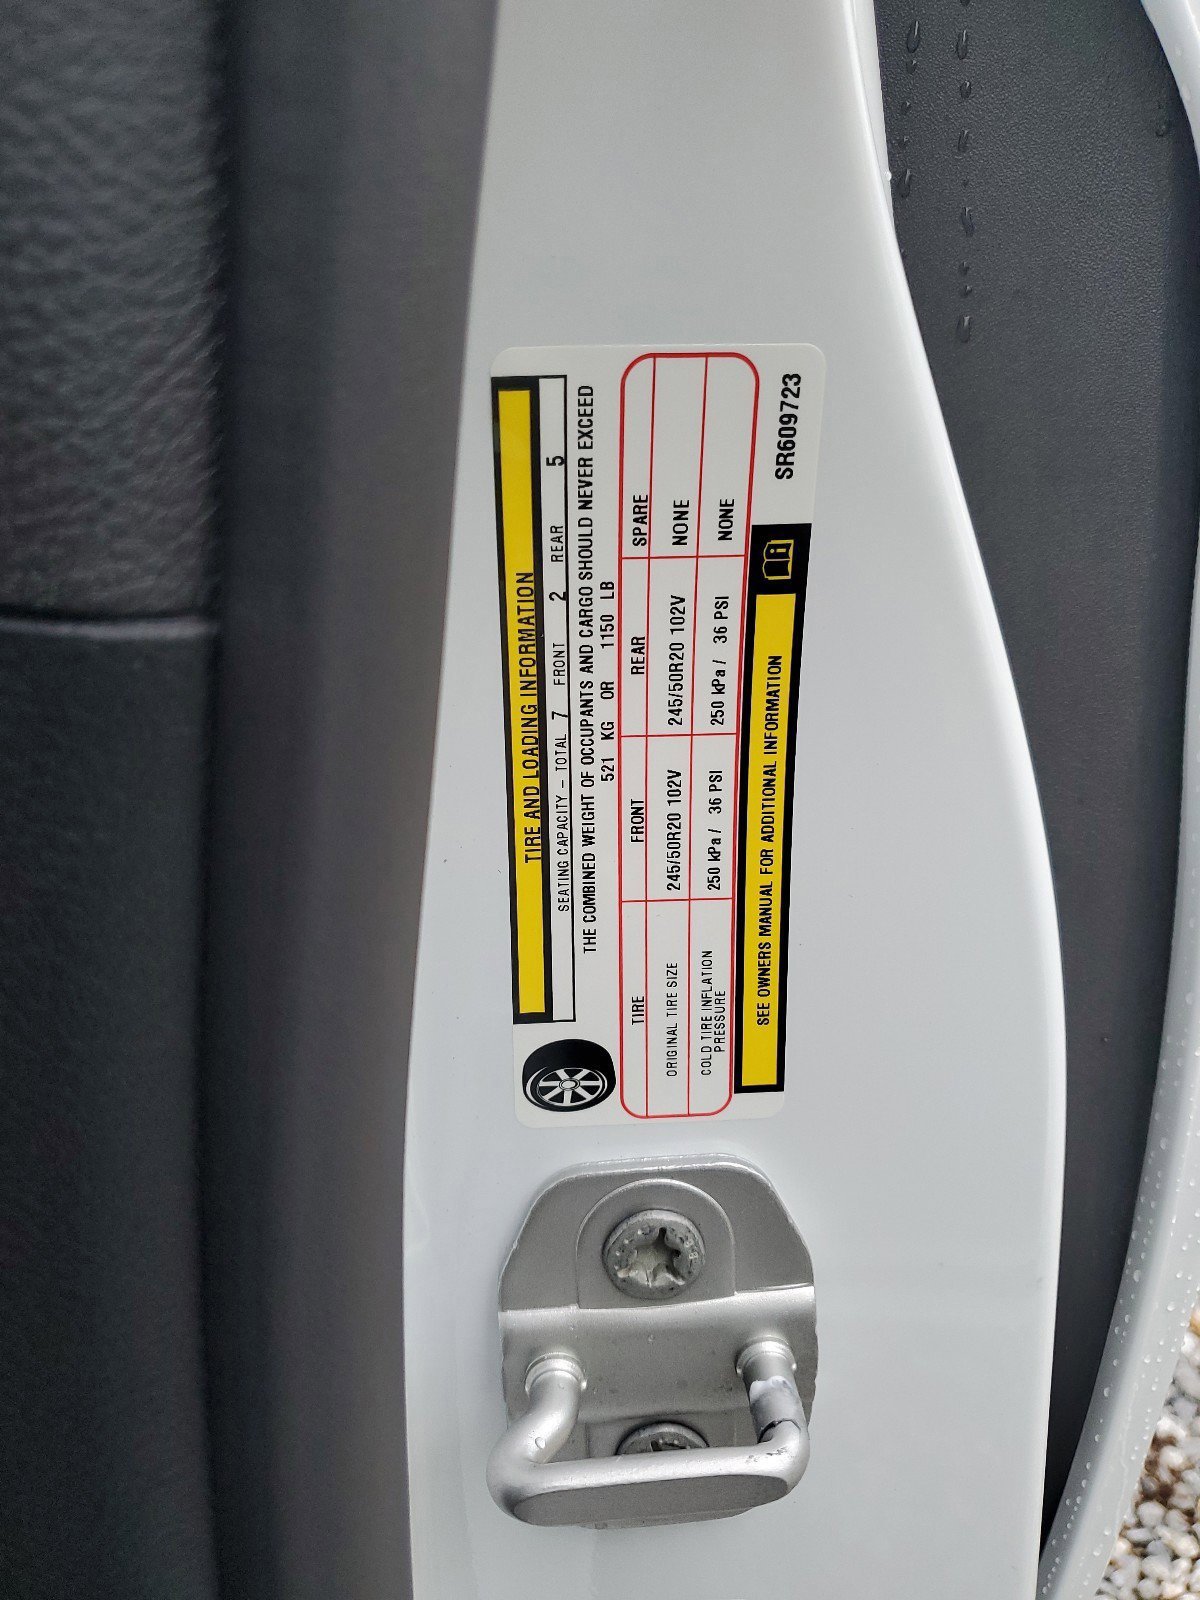 TIRE AND LOADING INFORMATION
SEATING CAPACITY - TOTAL 7 FRONT 2 REAR 5
THE COMBINED WEIGHT OF OCCUPANTS AND CARGO SHOULD NEVER EXCEED
521 KG OR 1150 LB
TIRE FRONT REAR SPARE
ORIGINAL TIRE SIZE 245/50R20 102V 245/50R20 102V NONE
COLD TIRE INFLATION
PRESSURE 250 kPa / 36 PSI 250 kPa / 36 PSI NONE
SEE OWNERS MANUAL FOR ADDITIONAL INFORMATION
SR609723